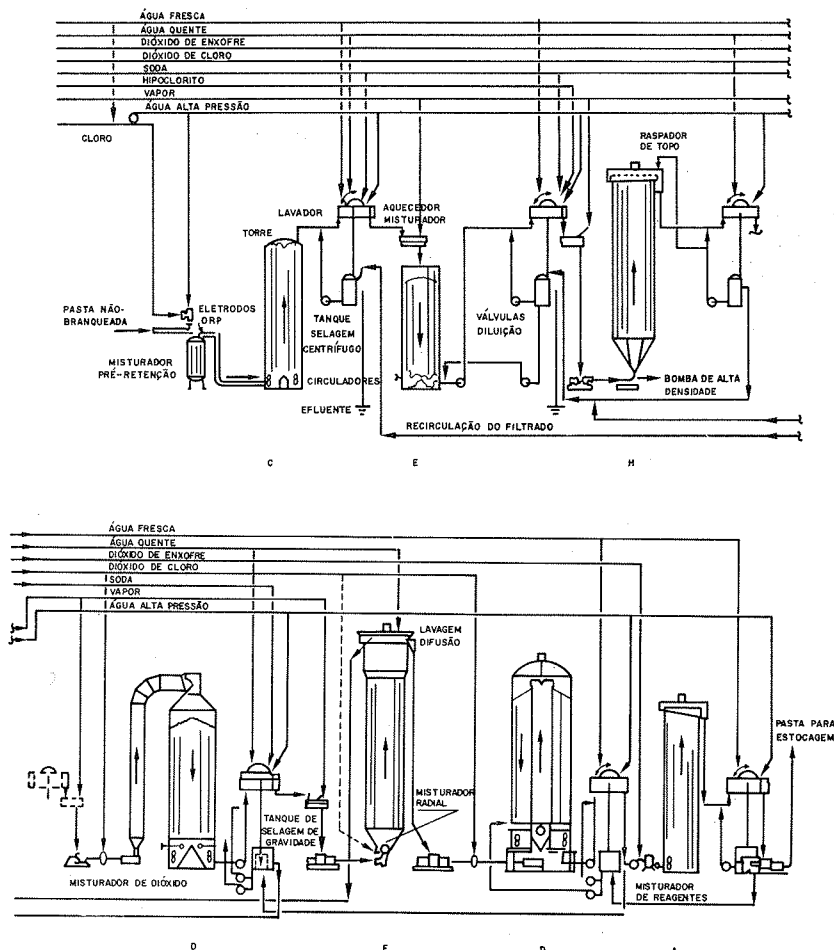 ÁGUA FRESCA
ÁGUA QUENTE
DIÓXIDO DE ENXOFRE
DIÓXIDO DE CLORO
SODA
HIPOCLORITO
VAPOR
ÁGUA ALTA PRESSÃO
CLORO
RASPADOR
DE TOPO
LAVADOR
AQUECEDOR
MISTURADOR
TORRE
PASTA NÃO-
BRANQUEADA
ELETRODOS
ORP
TANQUE
SELAGEM
CENTRÍFUGO
VÁLVULAS
DILUIÇÃO
MISTURADOR
PRÉ-RETENÇÃO
CIRCULADORES
BOMBA DE ALTA
DENSIDADE
EFLUENTE
RECIRCULAÇÃO DO FILTRADO
C
E
H
ÁGUA FRESCA
ÁGUA QUENTE
DIÓXIDO DE ENXOFRE
DIÓXIDO DE CLORO
SODA
VAPOR
ÁGUA ALTA PRESSÃO
LAVAGEM
DIFUSÃO
PASTA PARA
ESTOCAGEM
MISTURADOR
RADIAL
TANQUE DE
SELAGEM DE
GRAVIDADE
MISTURADOR DE DIÓXIDO
MISTURADOR
DE REAGENTES
D